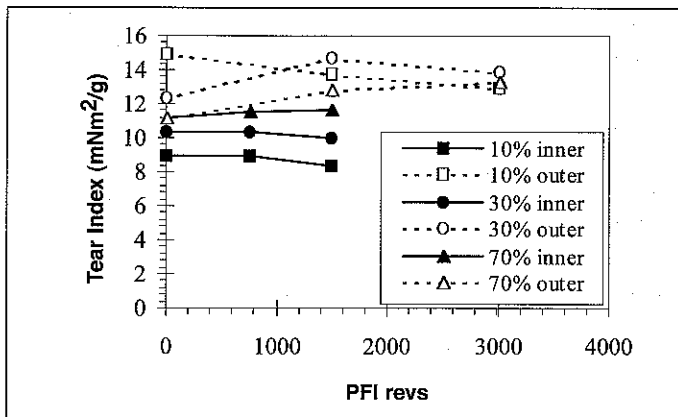 16
14
12
10
8
6
4
2
0
Tear Index (mNm²/g)
10% inner
10% outer
30% inner
30% outer
70% inner
70% outer
0 1000 2000 3000 4000
PFI revs